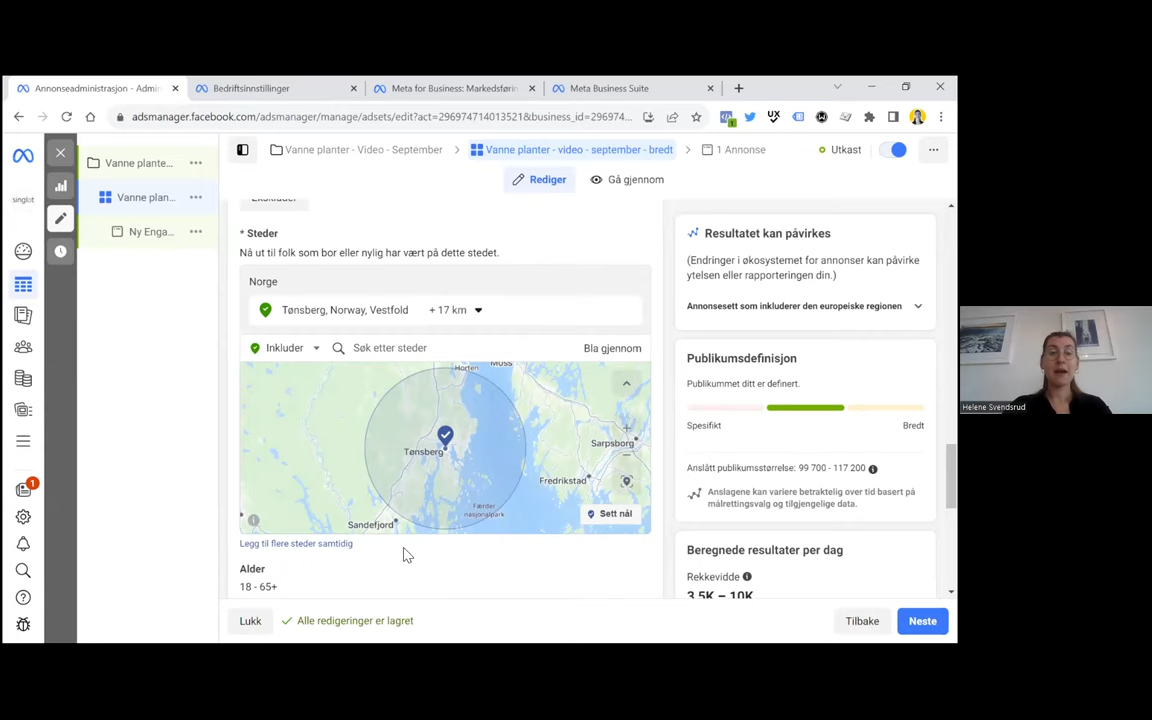 Annonseadministrasjon - Admin
Bedriftsinnstillinger
Meta for Business: Markedsførin
Meta Business Suite
adsmanager.facebook.com/adsmanager/manage/adsets/edit?act=296974714013521&business_id=296974...
Vanne plante...
Vanne planter - Video - September
Vanne planter - video - september - bredt
1 Annonse
Utkast
Rediger
Gå gjennom
singlot
Vanne plan...
Ny Enga...
Ekskluder
* Steder
Nå ut til folk som bor eller nylig har vært på dette stedet.
Norge
Tønsberg, Norway, Vestfold + 17 km
Inkluder
Søk etter steder
Bla gjennom
Horten
Moss
Tønsberg
Sarpsborg
Fredrikstad
Færder
nasjonalpark
Sandefjord
Sett nål
Legg til flere steder samtidig
Alder
18 - 65+
Resultatet kan påvirkes
(Endringer i økosystemet for annonser kan påvirke
ytelsen eller rapporteringen din.)
Annonsesett som inkluderer den europeiske regionen
Publikumsdefinisjon
Publikummet ditt er definert.
Spesifikt
Bredt
Anslått publikumsstørrelse: 99 700 - 117 200
Anslagene kan variere betraktelig over tid basert på
målrettingsvalg og tilgjengelige data.
Beregnede resultater per dag
Rekkevidde
3,5K – 10K
1
Lukk
Alle redigeringer er lagret
Tilbake
Neste
Helene Svendsrud